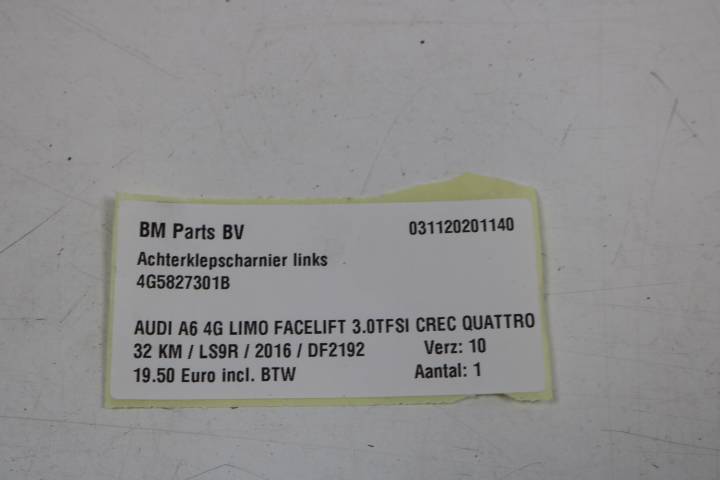 BM Parts BV 031120201140
Achterklepscharnier links
4G5827301B
AUDI A6 4G LIMO FACELIFT 3.0TFSI CREC QUATTRO
32 KM / LS9R / 2016 / DF2192 Verz: 10
19.50 Euro incl. BTW Aantal: 1